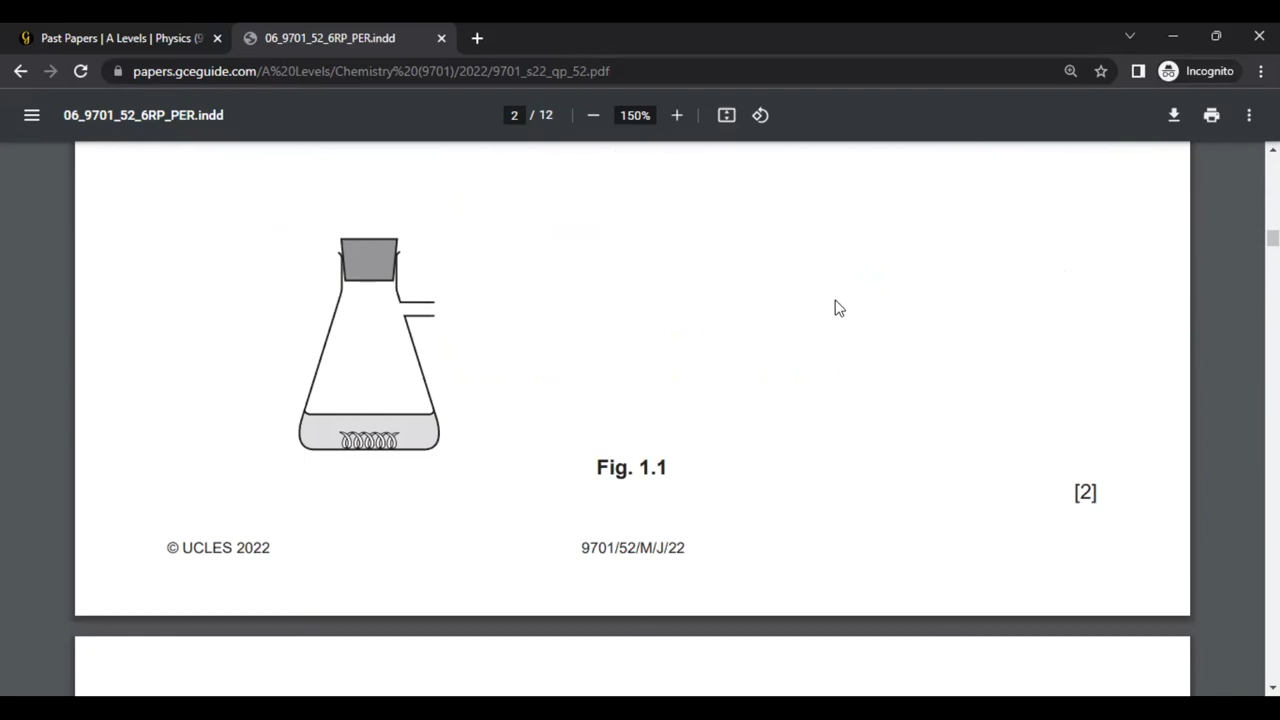 Past Papers | A Levels | Physics (9
06_9701_52_6RP_PER.indd
papers.gceguide.com/A%20Levels/Chemistry%20(9701)/2022/9701_s22_qp_52.pdf
Incognito
06_9701_52_6RP_PER.indd
2 / 12
150%
Fig. 1.1
[2]
© UCLES 2022
9701/52/M/J/22